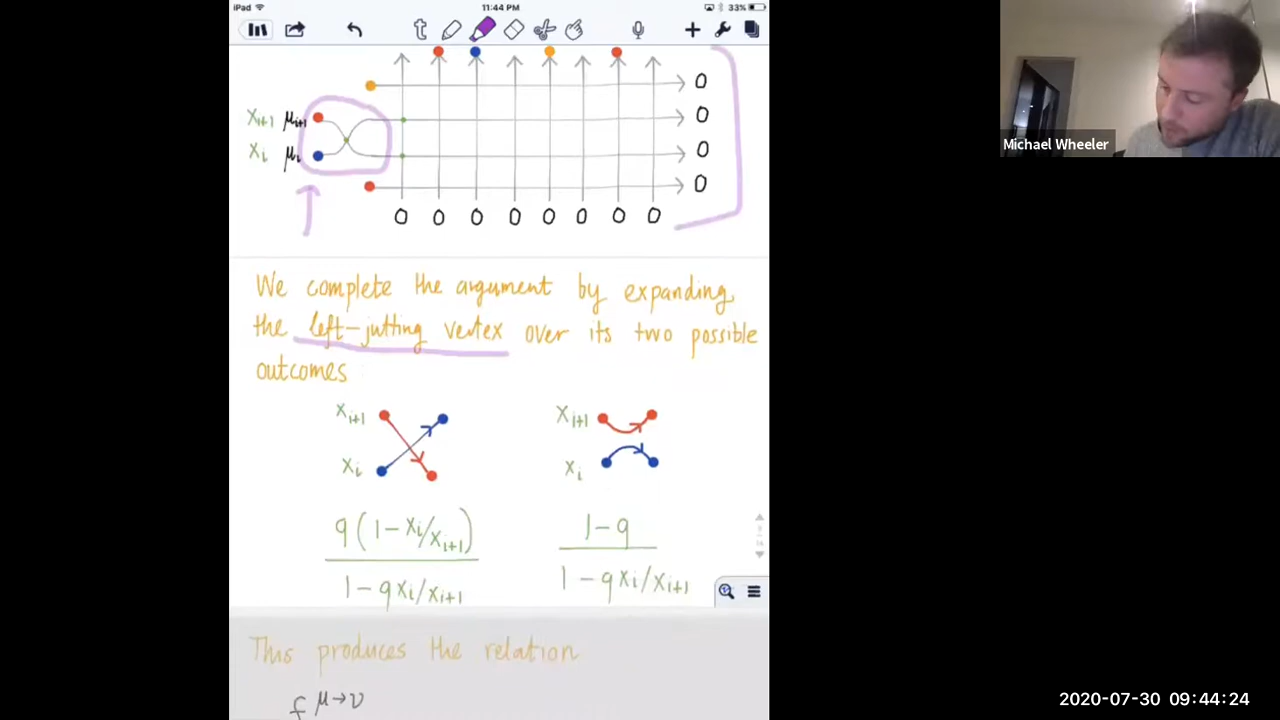 iPad 11:44 PM 33%
0
x_{i+1} μ_{i+1} 0
x_i μ_i 0
0
0 0 0 0 0 0 0 0
We complete the argument by expanding
the left-jutting vertex over its two possible
outcomes
x_{i+1} x_{i+1}
x_i x_i
q(1-x_i/x_{i+1}) 1-q
1-qx_i/x_{i+1} 1-qx_i/x_{i+1}
This produces the relation
f^{μ→ν}
Michael Wheeler
2020-07-30 09:44:24